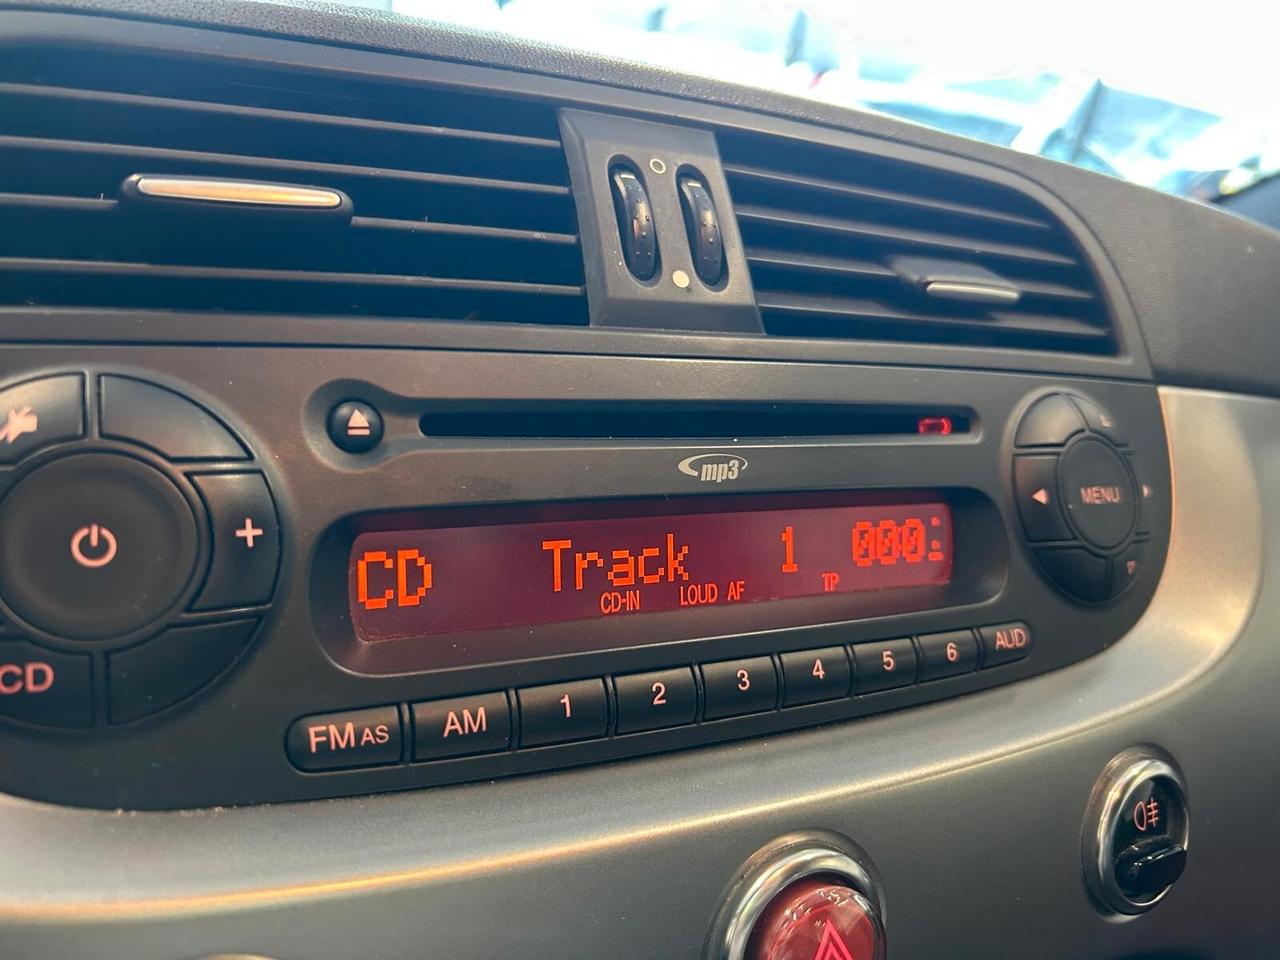 mp3
CD Track 1 000:
CD-IN LOUD AF TP
MENU
CD
FM AS AM 1 2 3 4 5 6 AUD